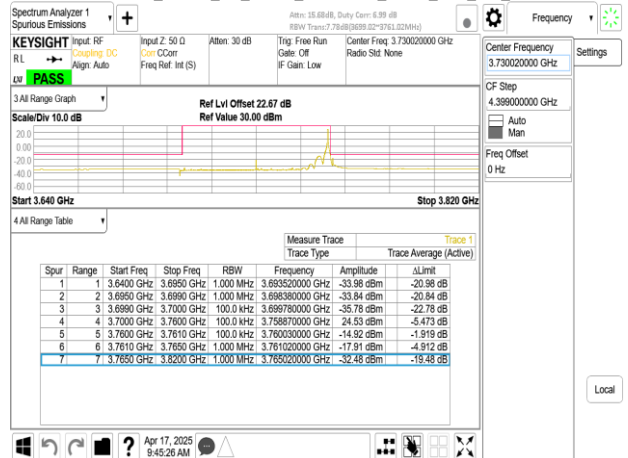 Spectrum Analyzer 1
Spurious Emissions
Attn: 15.68dB, Duty Corr: 6.99 dB
RBW Tranc:7.78dB(3699.02~3761.02MHz)
Frequency
KEYSIGHT
RL
PASS
Input: RF
Coupling: DC
Align: Auto
Input Z: 50 Ω
Corr CCorr
Freq Ref: Int (S)
Atten: 30 dB
Trig: Free Run
Gate: Off
IF Gain: Low
Center Freq: 3.730020000 GHz
Radio Std: None
Center Frequency
3.730020000 GHz
Settings
CF Step
4.399000000 GHz
Auto
Man
Freq Offset
0 Hz
3 All Range Graph
Ref Lvl Offset 22.67 dB
Scale/Div 10.0 dB
Ref Value 30.00 dBm
20.0
0.00
-20.0
-40.0
-60.0
Start 3.640 GHz
Stop 3.820 GHz
4 All Range Table
Measure Trace Trace 1
Trace Type Trace Average (Active)
Spur Range Start Freq Stop Freq RBW Frequency Amplitude ΔLimit
1 1 3.6400 GHz 3.6950 GHz 1.000 MHz 3.693520000 GHz -33.98 dBm -20.98 dB
2 2 3.6950 GHz 3.6990 GHz 1.000 MHz 3.698380000 GHz -33.84 dBm -20.84 dB
3 3 3.6990 GHz 3.7000 GHz 100.0 kHz 3.699780000 GHz -35.78 dBm -22.78 dB
4 4 3.7000 GHz 3.7600 GHz 100.0 kHz 3.758870000 GHz 24.53 dBm -5.473 dB
5 5 3.7600 GHz 3.7610 GHz 100.0 kHz 3.760030000 GHz -14.92 dBm -1.919 dB
6 6 3.7610 GHz 3.7650 GHz 1.000 MHz 3.761020000 GHz -17.91 dBm -4.912 dB
7 7 3.7650 GHz 3.8200 GHz 1.000 MHz 3.765020000 GHz -32.48 dBm -19.48 dB
Local
Apr 17, 2025
9:45:26 AM